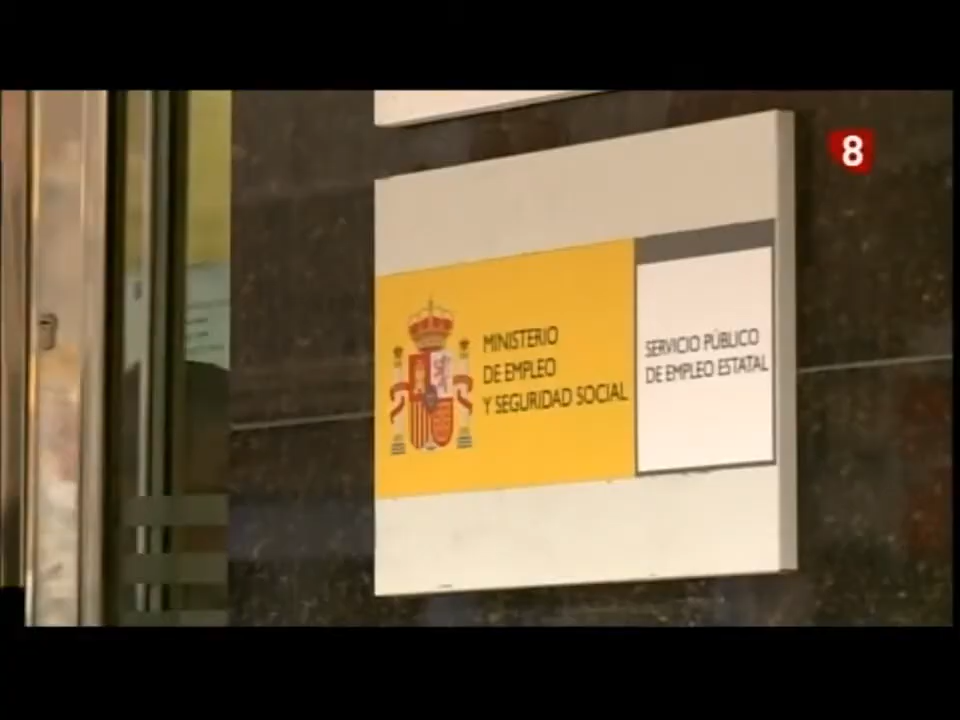 8
MINISTERIO
DE EMPLEO
Y SEGURIDAD SOCIAL
SERVICIO PÚBLICO
DE EMPLEO ESTATAL